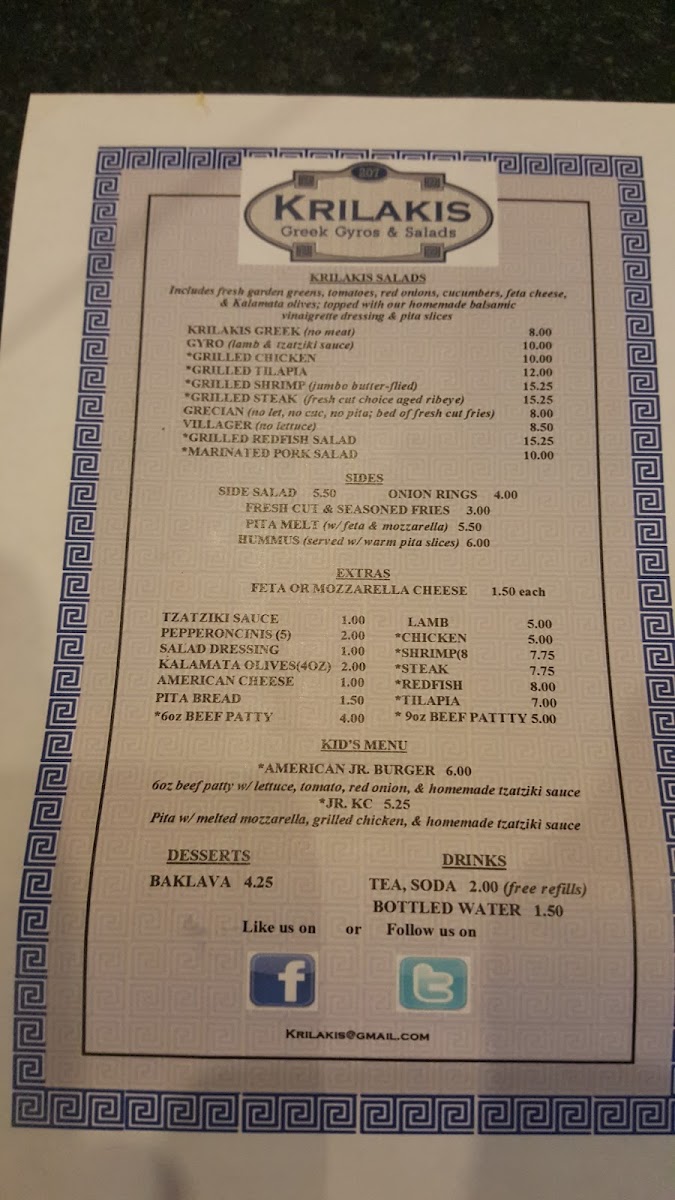 207
KRILAKIS
Greek Gyros & Salads
KRILAKIS SALADS
Includes fresh garden greens, tomatoes, red onions, cucumbers, feta cheese,
& Kalamata olives; topped with our homemade balsamic
vinaigrette dressing & pita slices
KRILAKIS GREEK (no meat) 8.00
GYRO (lamb & tzatziki sauce) 10.00
*GRILLED CHICKEN 10.00
*GRILLED TILAPIA 12.00
*GRILLED SHRIMP (jumbo butter-flied) 15.25
*GRILLED STEAK (fresh cut choice aged ribeye) 15.25
GRECIAN (no let, no cuc, no pita; bed of fresh cut fries) 8.00
VILLAGER (no lettuce) 8.50
*GRILLED REDFISH SALAD 15.25
*MARINATED PORK SALAD 10.00
SIDES
SIDE SALAD 5.50 ONION RINGS 4.00
FRESH CUT & SEASONED FRIES 3.00
PITA MELT (w/ feta & mozzarella) 5.50
HUMMUS (served w/ warm pita slices) 6.00
EXTRAS
FETA OR MOZZARELLA CHEESE 1.50 each
TZATZIKI SAUCE 1.00 LAMB 5.00
PEPPERONCINIS (5) 2.00 *CHICKEN 5.00
SALAD DRESSING 1.00 *SHRIMP(8 7.75
KALAMATA OLIVES(4OZ) 2.00 *STEAK 7.75
AMERICAN CHEESE 1.00 *REDFISH 8.00
PITA BREAD 1.50 *TILAPIA 7.00
*6oz BEEF PATTY 4.00 * 9oz BEEF PATTTY 5.00
KID'S MENU
*AMERICAN JR. BURGER 6.00
6oz beef patty w/ lettuce, tomato, red onion, & homemade tzatziki sauce
*JR. KC 5.25
Pita w/ melted mozzarella, grilled chicken, & homemade tzatziki sauce
DESSERTS DRINKS
BAKLAVA 4.25 TEA, SODA 2.00 (free refills)
BOTTLED WATER 1.50
Like us on or Follow us on
f t
KRILAKIS@GMAIL.COM